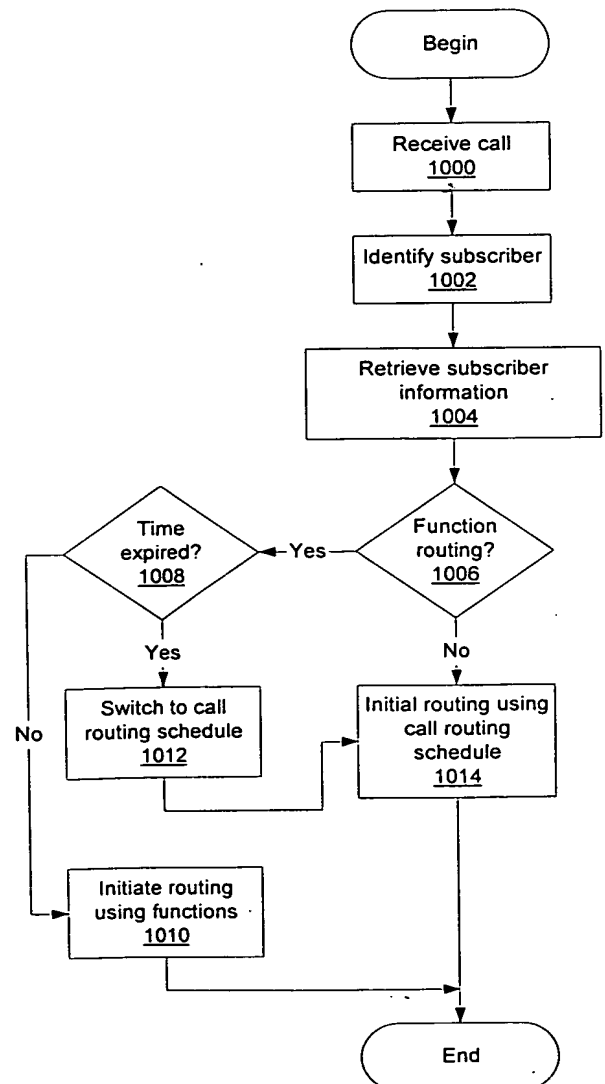 Begin
Receive call
1000
Identify subscriber
1002
Retrieve subscriber
information
1004
Time
expired?
1008
Yes
Function
routing?
1006
Yes
No
No
Switch to call
routing schedule
1012
Initial routing using
call routing
schedule
1014
Initiate routing
using functions
1010
End